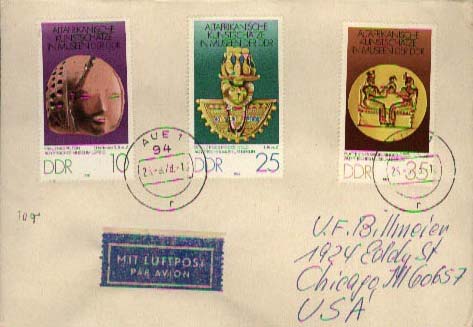 ALTAFRIKANISCHE
KUNSTSCHÄTZE
IN MUSEEN DER DDR
DDR 10
ALTAFRIKANISCHE
KUNSTSCHÄTZE
IN MUSEEN DER DDR
DDR 25
ALTAFRIKANISCHE
KUNSTSCHÄTZE
IN MUSEEN DER DDR
DDR 35
AUE 1
94
r
r
MIT LUFTPOST
PAR AVION
U.F. Billmeier
1924 Eddy St
Chicago, Ill 60657
USA